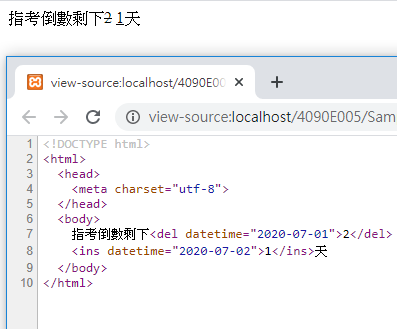 指考倒數剩下2 1天
view-source:localhost/4090E00
view-source:localhost/4090E005/Sam
1 <!DOCTYPE html>
2 <html>
3 <head>
4 <meta charset="utf-8">
5 </head>
6 <body>
7 指考倒數剩下<del datetime="2020-07-01">2</del>
8 <ins datetime="2020-07-02">1</ins>天
9 </body>
10 </html>